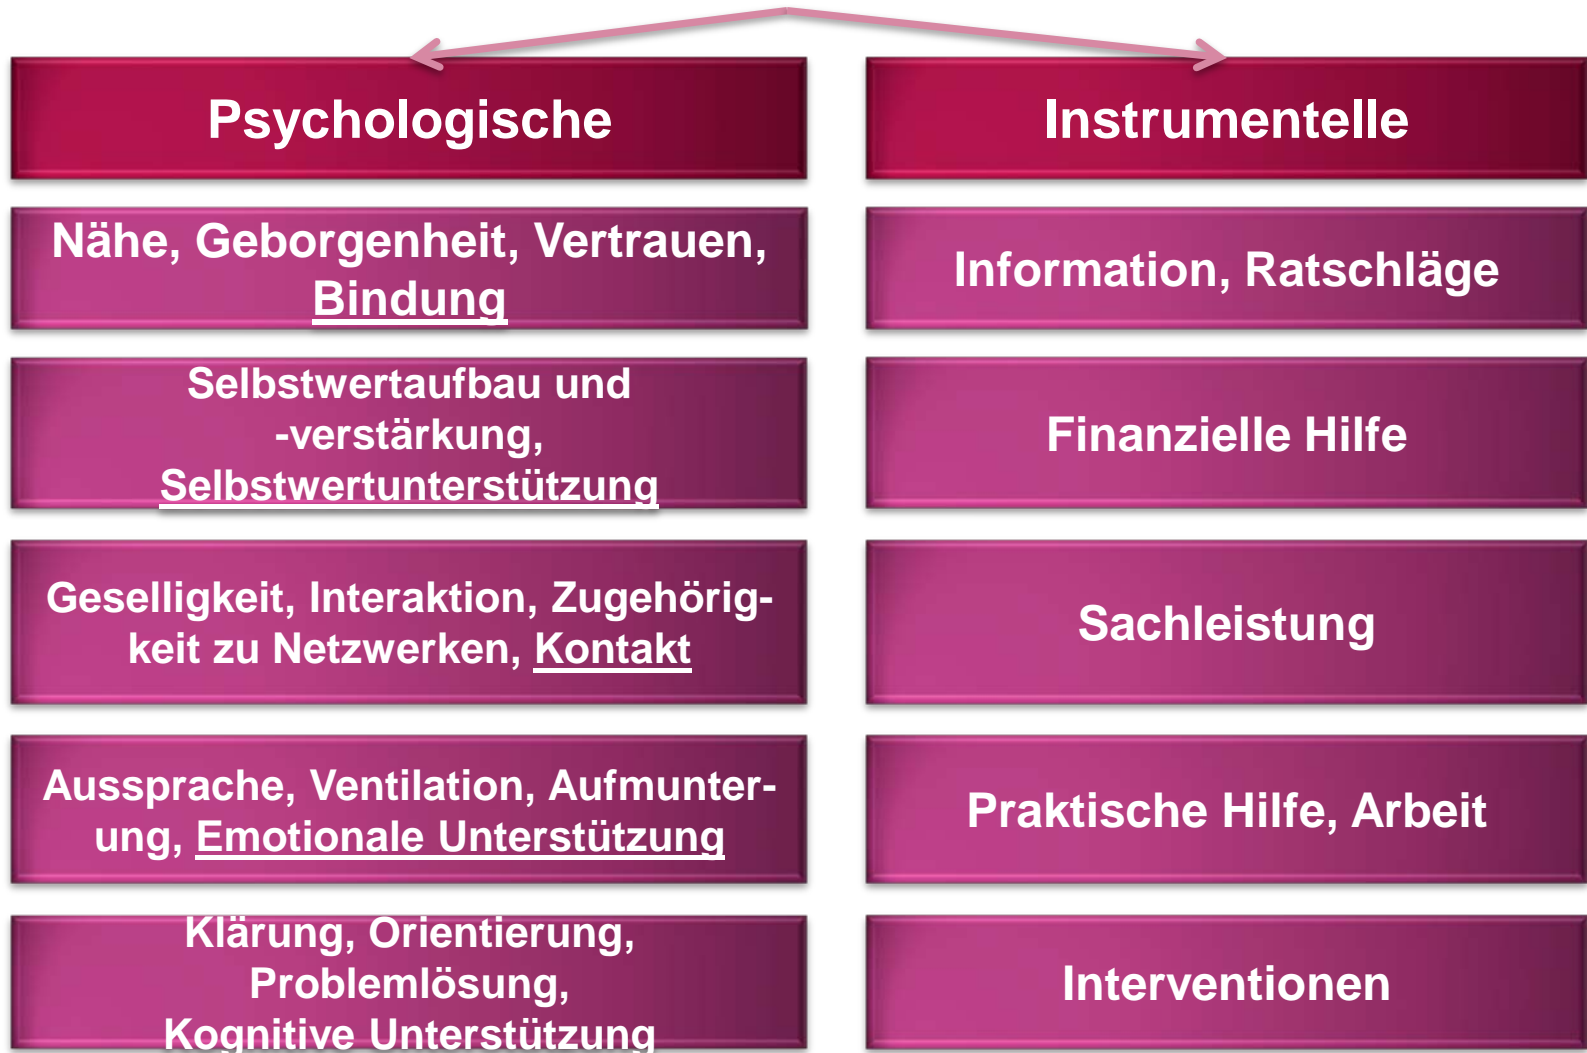 Psychologische
Instrumentelle
Nähe, Geborgenheit, Vertrauen,
Bindung
Information, Ratschläge
Selbstwertaufbau und
-verstärkung,
Selbstwertunterstützung
Finanzielle Hilfe
Geselligkeit, Interaktion, Zugehörig-
keit zu Netzwerken, Kontakt
Sachleistung
Aussprache, Ventilation, Aufmunter-
ung, Emotionale Unterstützung
Praktische Hilfe, Arbeit
Klärung, Orientierung,
Problemlösung,
Kognitive Unterstützung
Interventionen